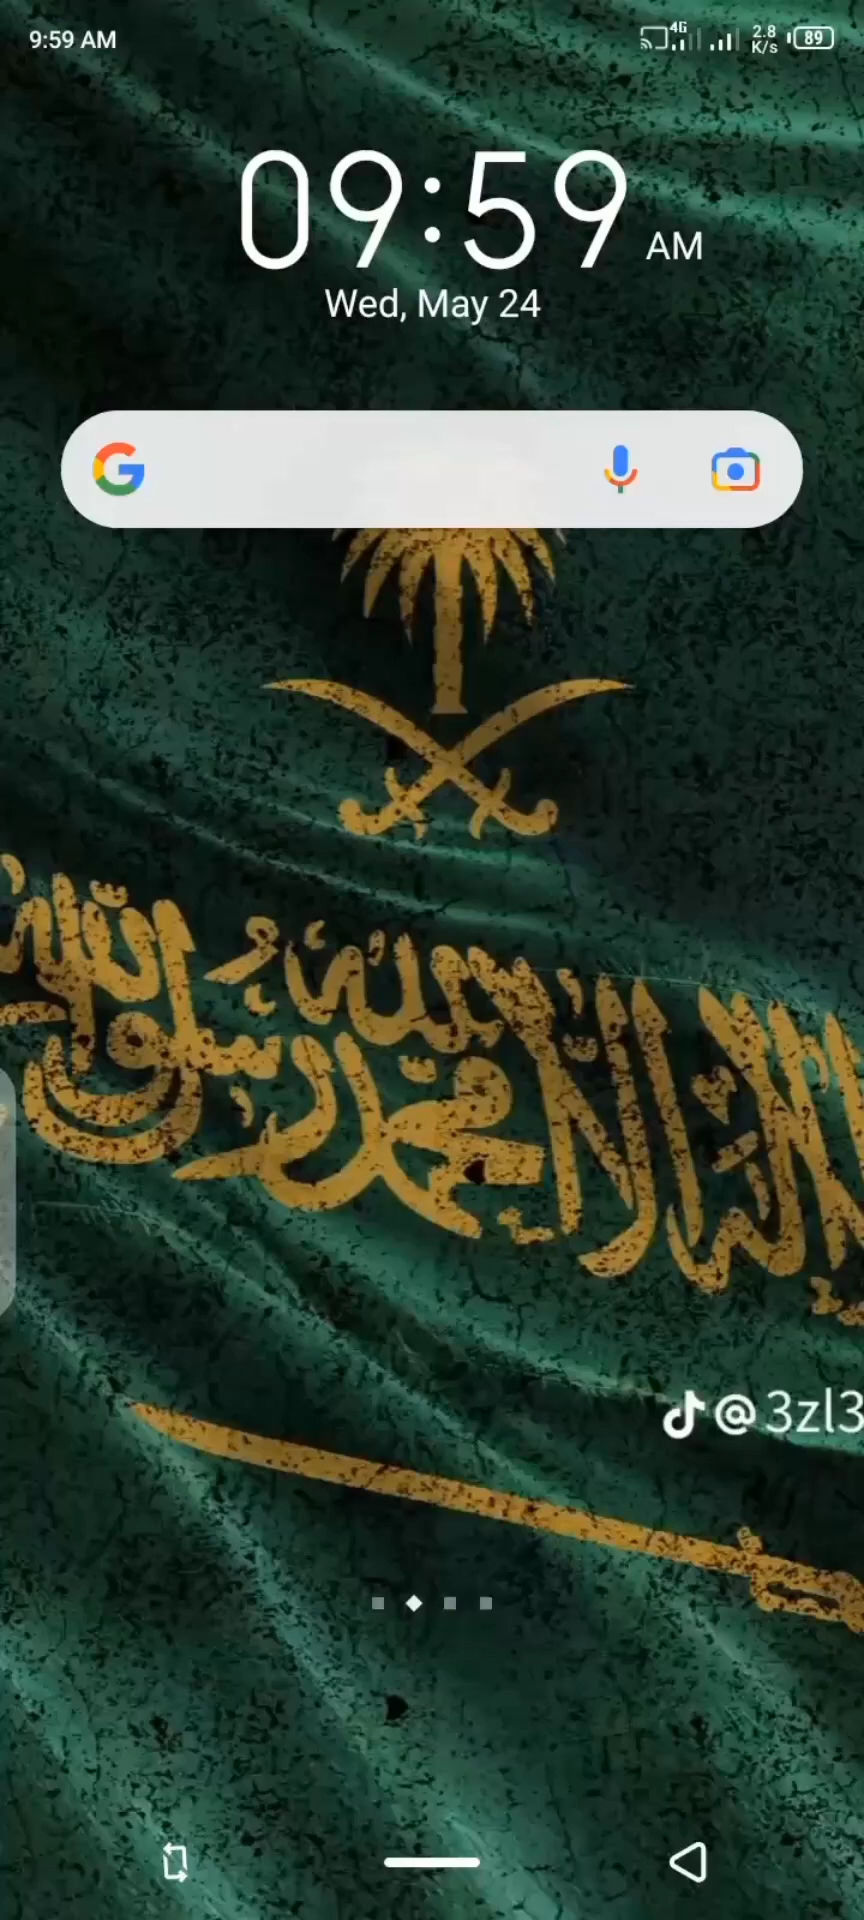 9:59 AM
4G
2.8
K/s
89
09:59 AM
Wed, May 24
G
لا إله إلا الله محمد رسول الله
@3zl3